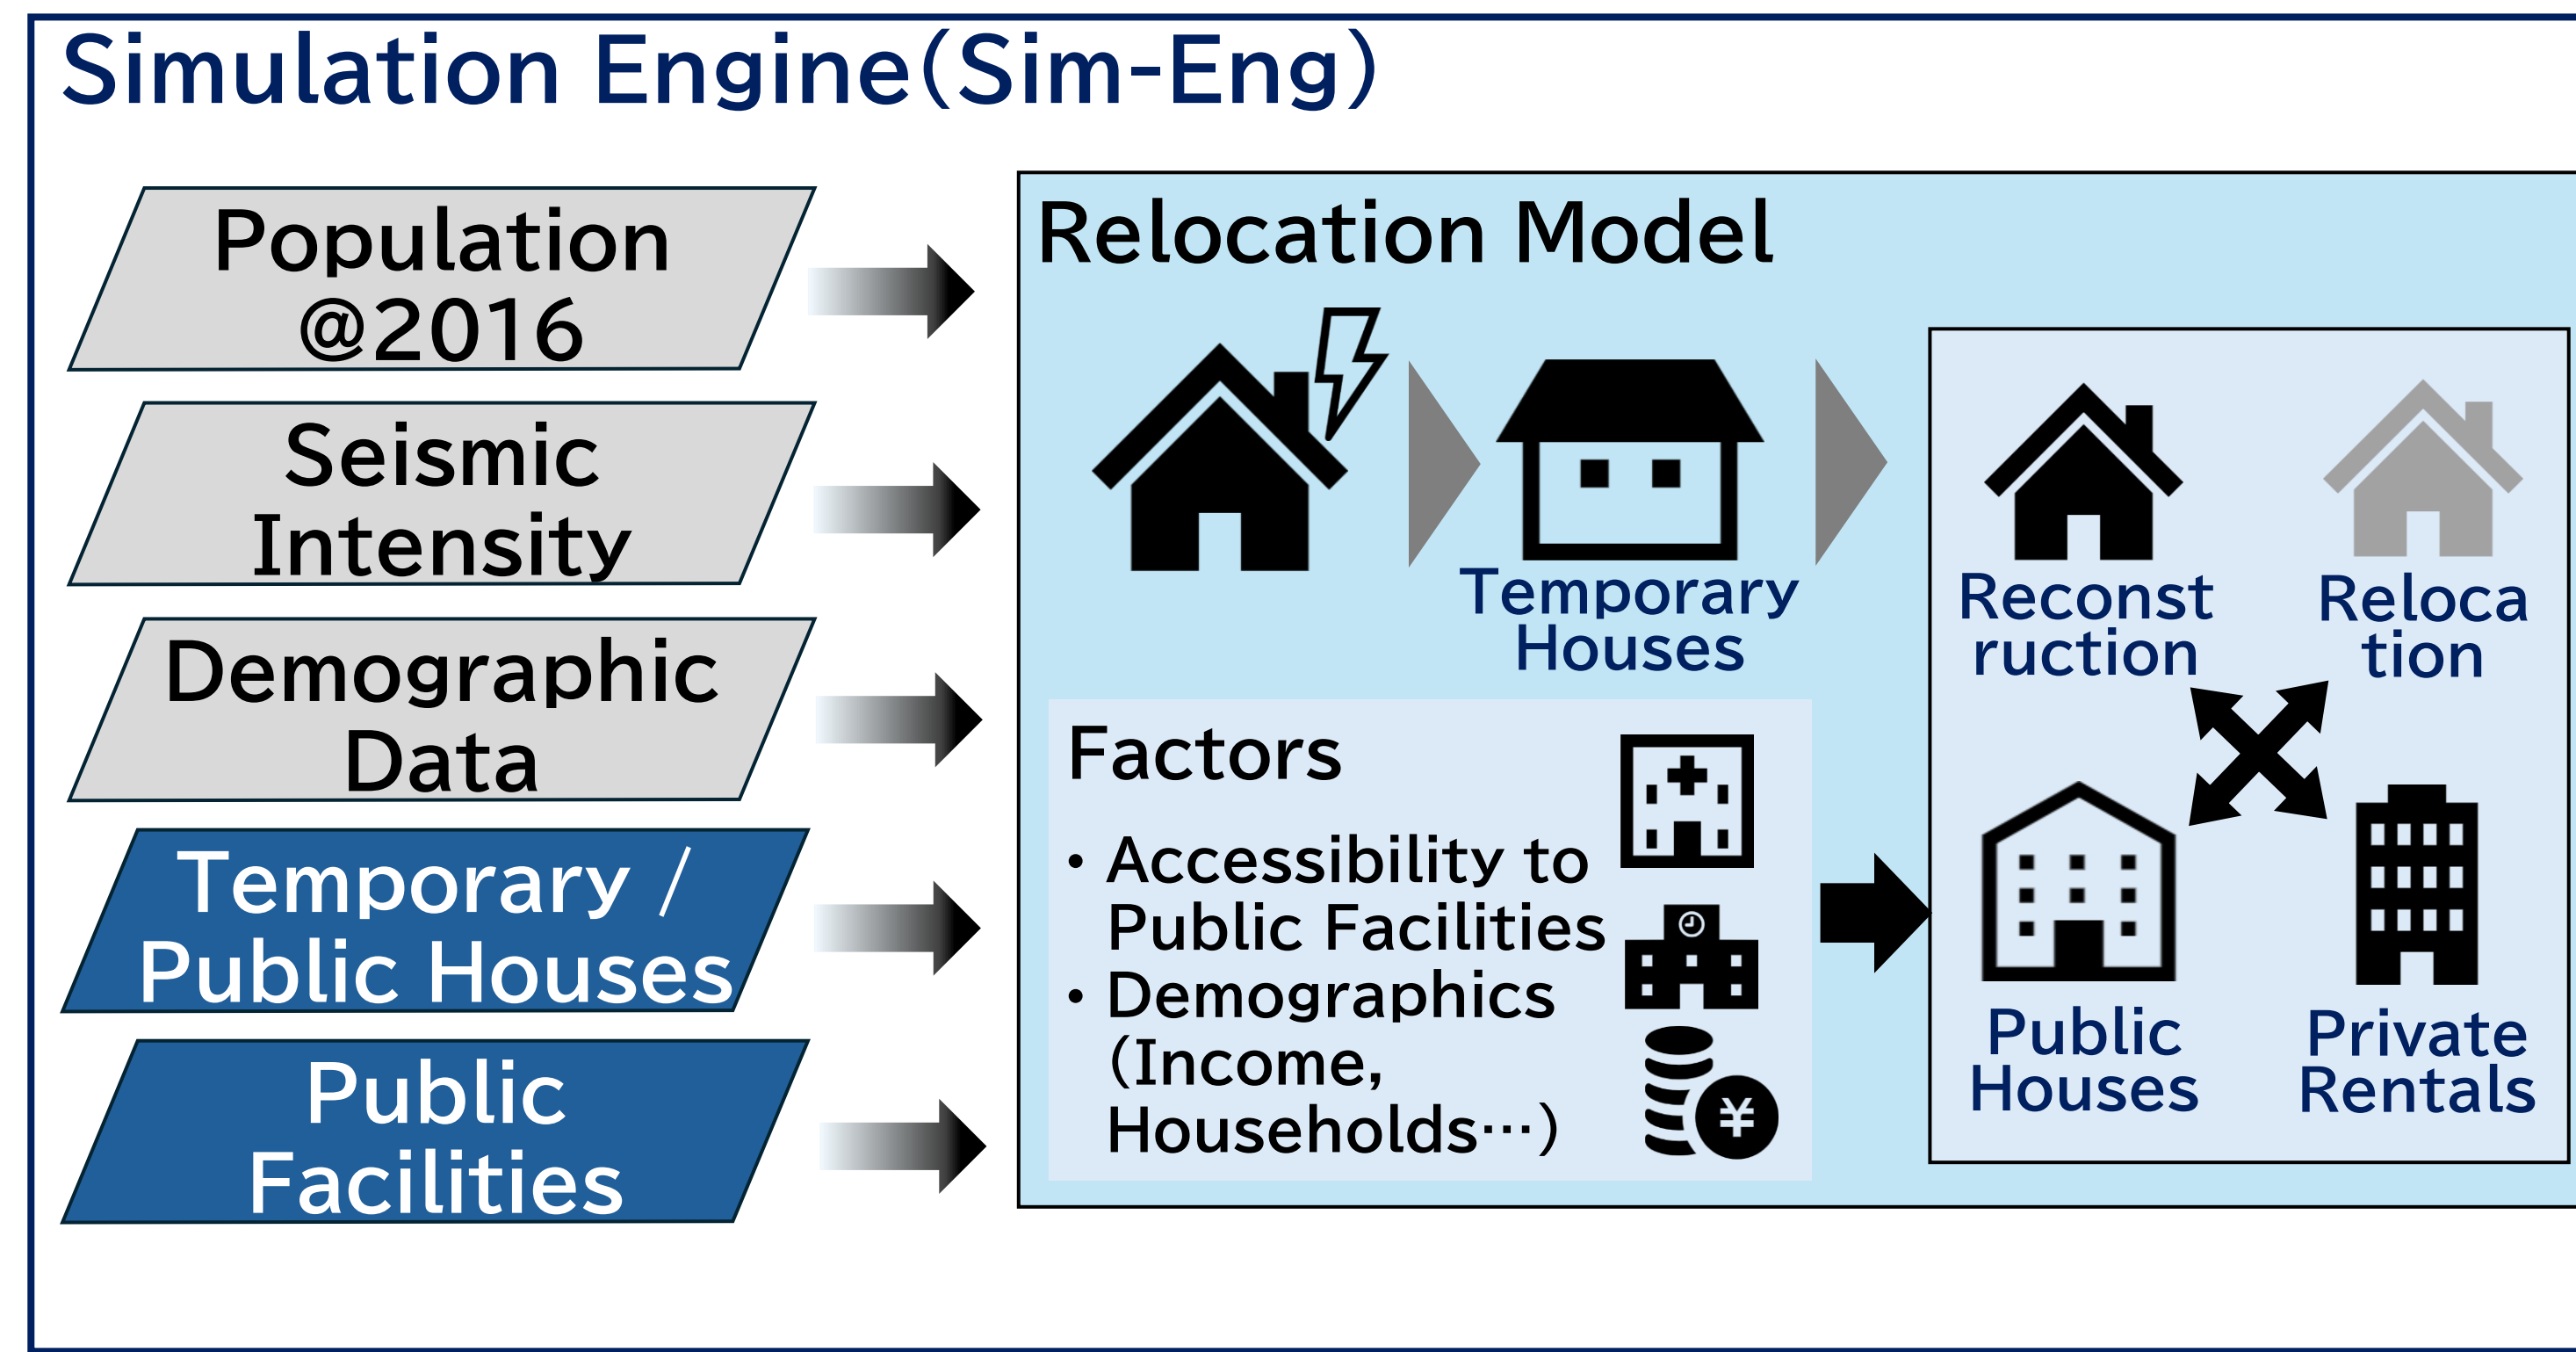 Simulation Engine(Sim-Eng)
Population
@2016
Seismic
Intensity
Demographic
Data
Temporary /
Public Houses
Public
Facilities
Relocation Model
Temporary
Houses
Factors
・Accessibility to
Public Facilities
・Demographics
(Income,
Households…)
¥
Reconst
ruction
Reloca
tion
Public
Houses
Private
Rentals